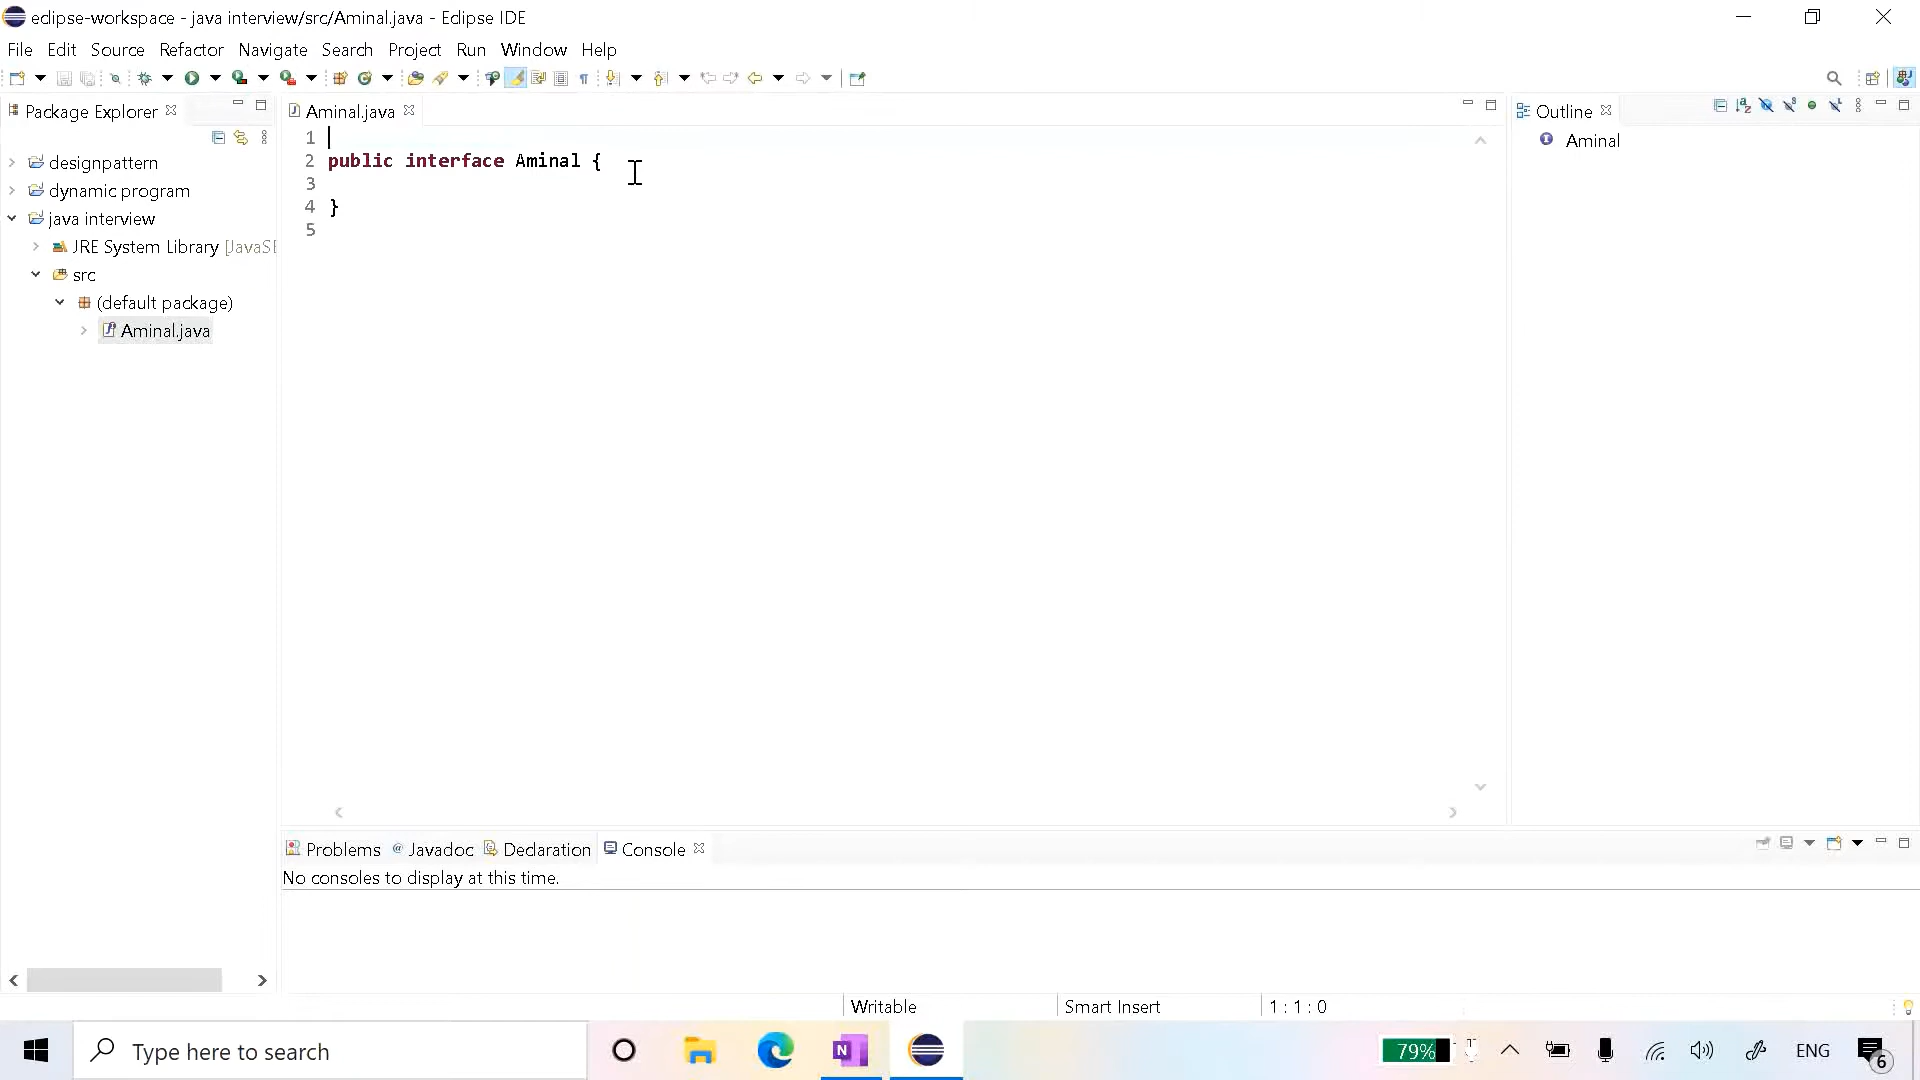 eclipse-workspace - java interview/src/Aminal.java - Eclipse IDE
File Edit Source Refactor Navigate Search Project Run Window Help
Package Explorer
Aminal.java
Outline
designpattern
dynamic program
java interview
JRE System Library [JavaSE
src
(default package)
Aminal.java
1
2 public interface Aminal {
3
4 }
5
Aminal
Problems @ Javadoc Declaration Console
No consoles to display at this time.
Writable Smart Insert 1 : 1 : 0
Type here to search
N
79%
ENG
6